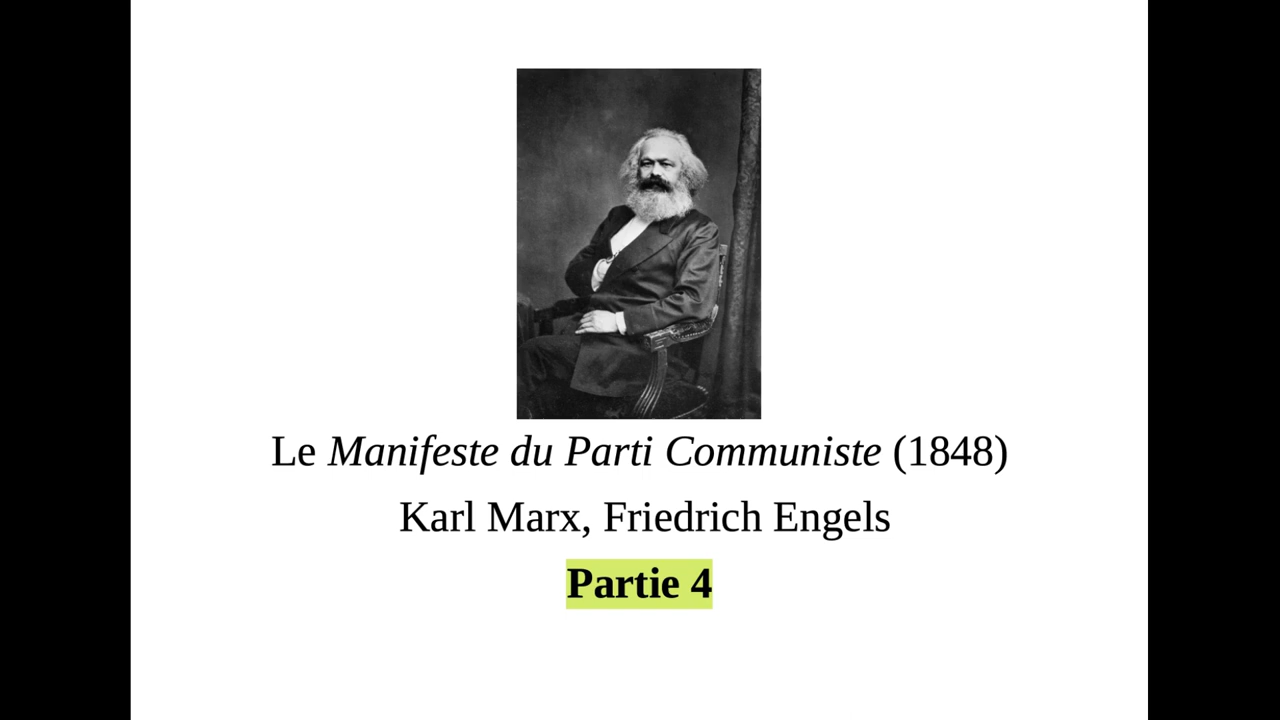 Le Manifeste du Parti Communiste (1848)
Karl Marx, Friedrich Engels
Partie 4